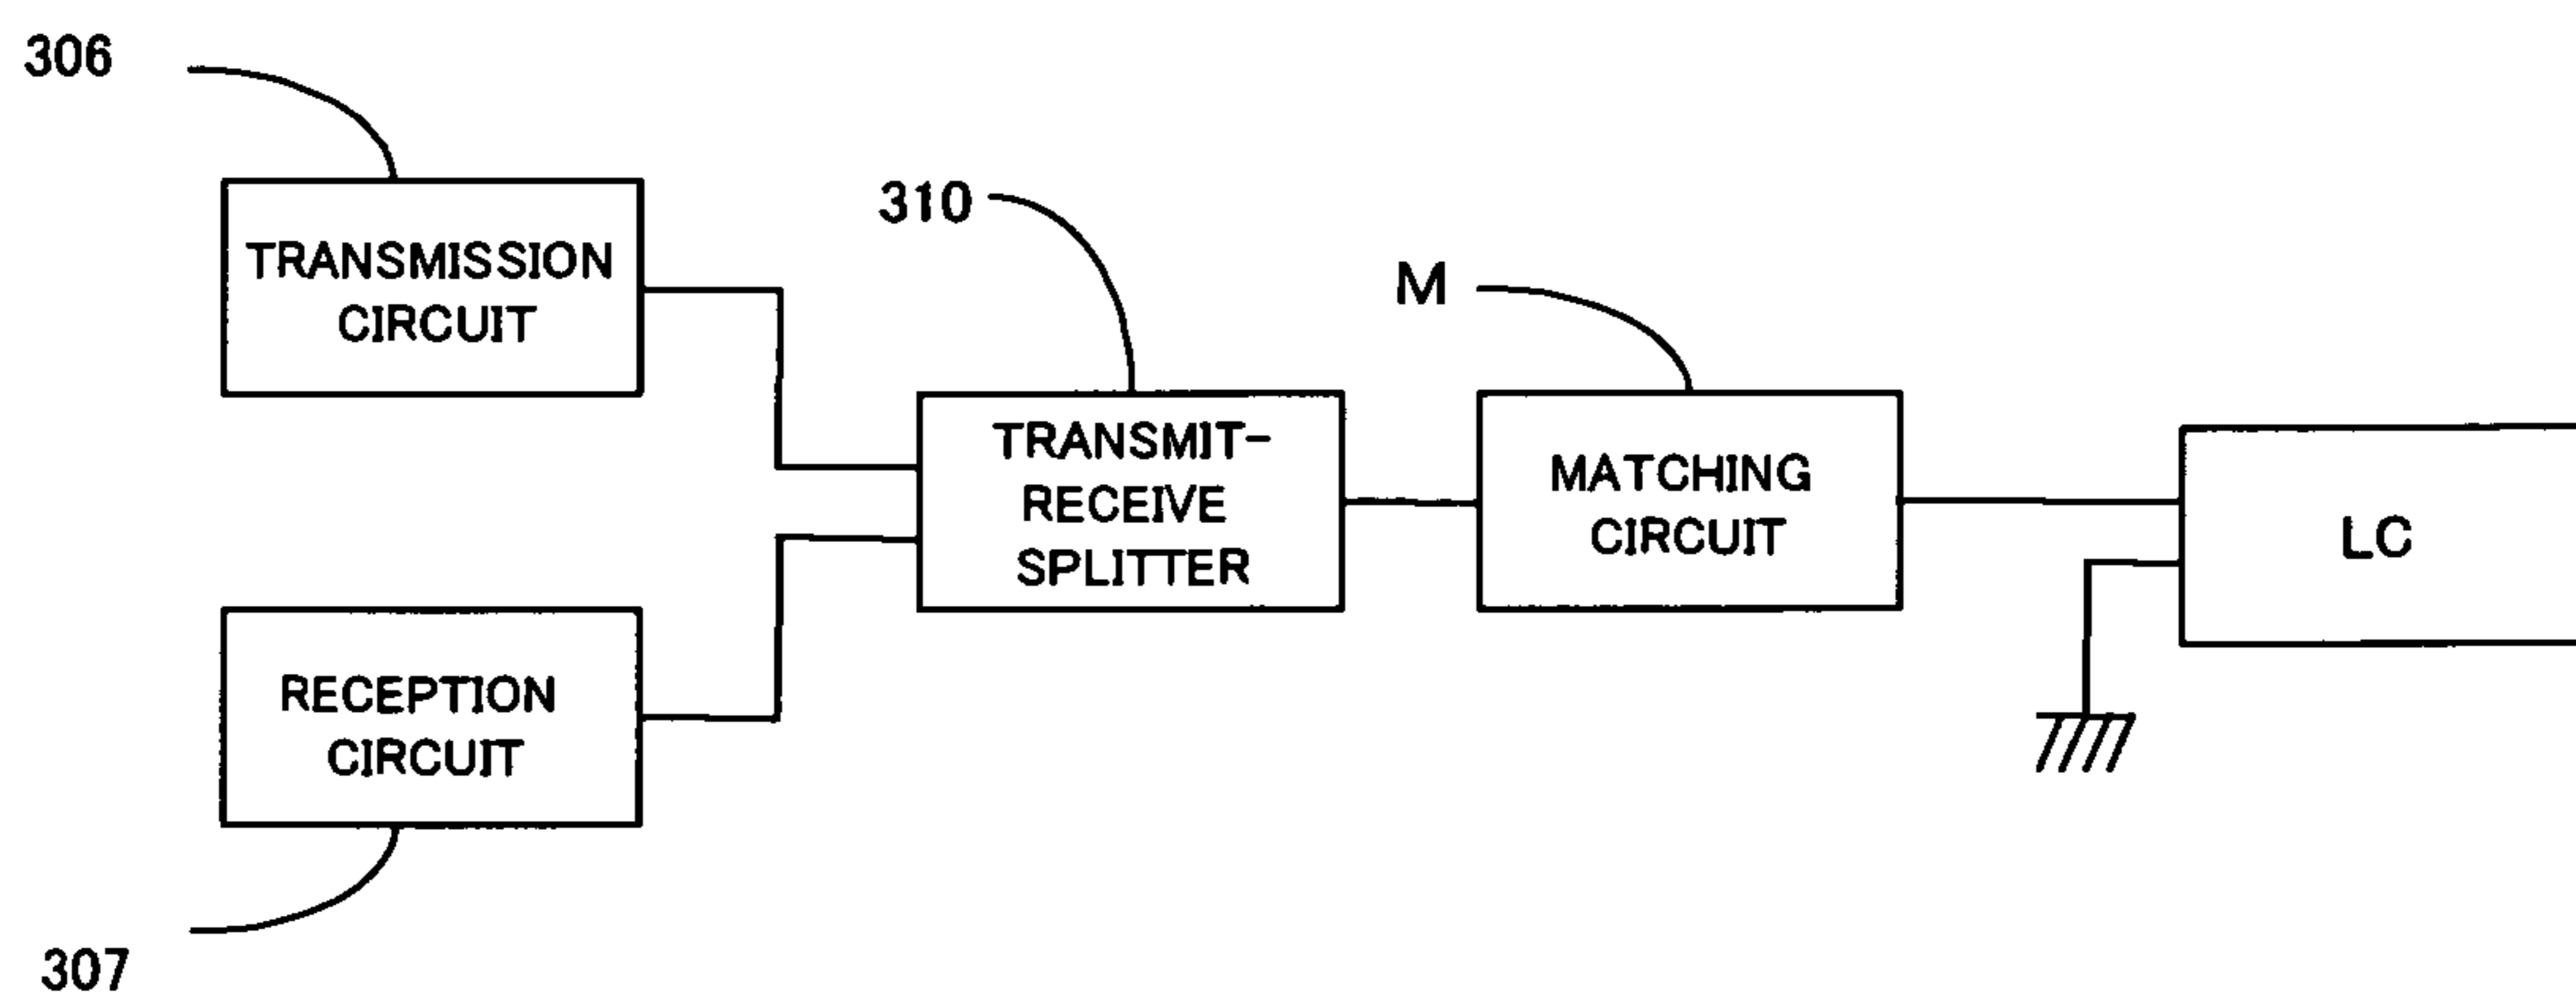 306
TRANSMISSION
CIRCUIT
310
TRANSMIT-
RECEIVE
SPLITTER
M
MATCHING
CIRCUIT
LC
RECEPTION
CIRCUIT
307